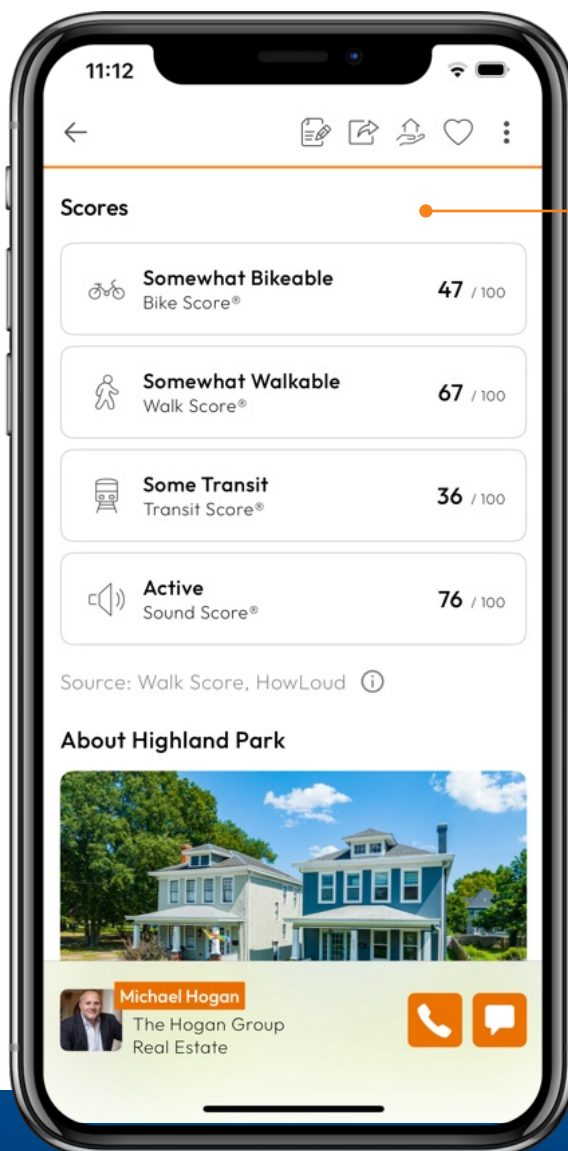 11:12
Scores
Somewhat Bikeable
Bike Score®
47 / 100
Somewhat Walkable
Walk Score®
67 / 100
Some Transit
Transit Score®
36 / 100
Active
Sound Score®
76 / 100
Source: Walk Score, HowLoud
About Highland Park
Michael Hogan
The Hogan Group
Real Estate